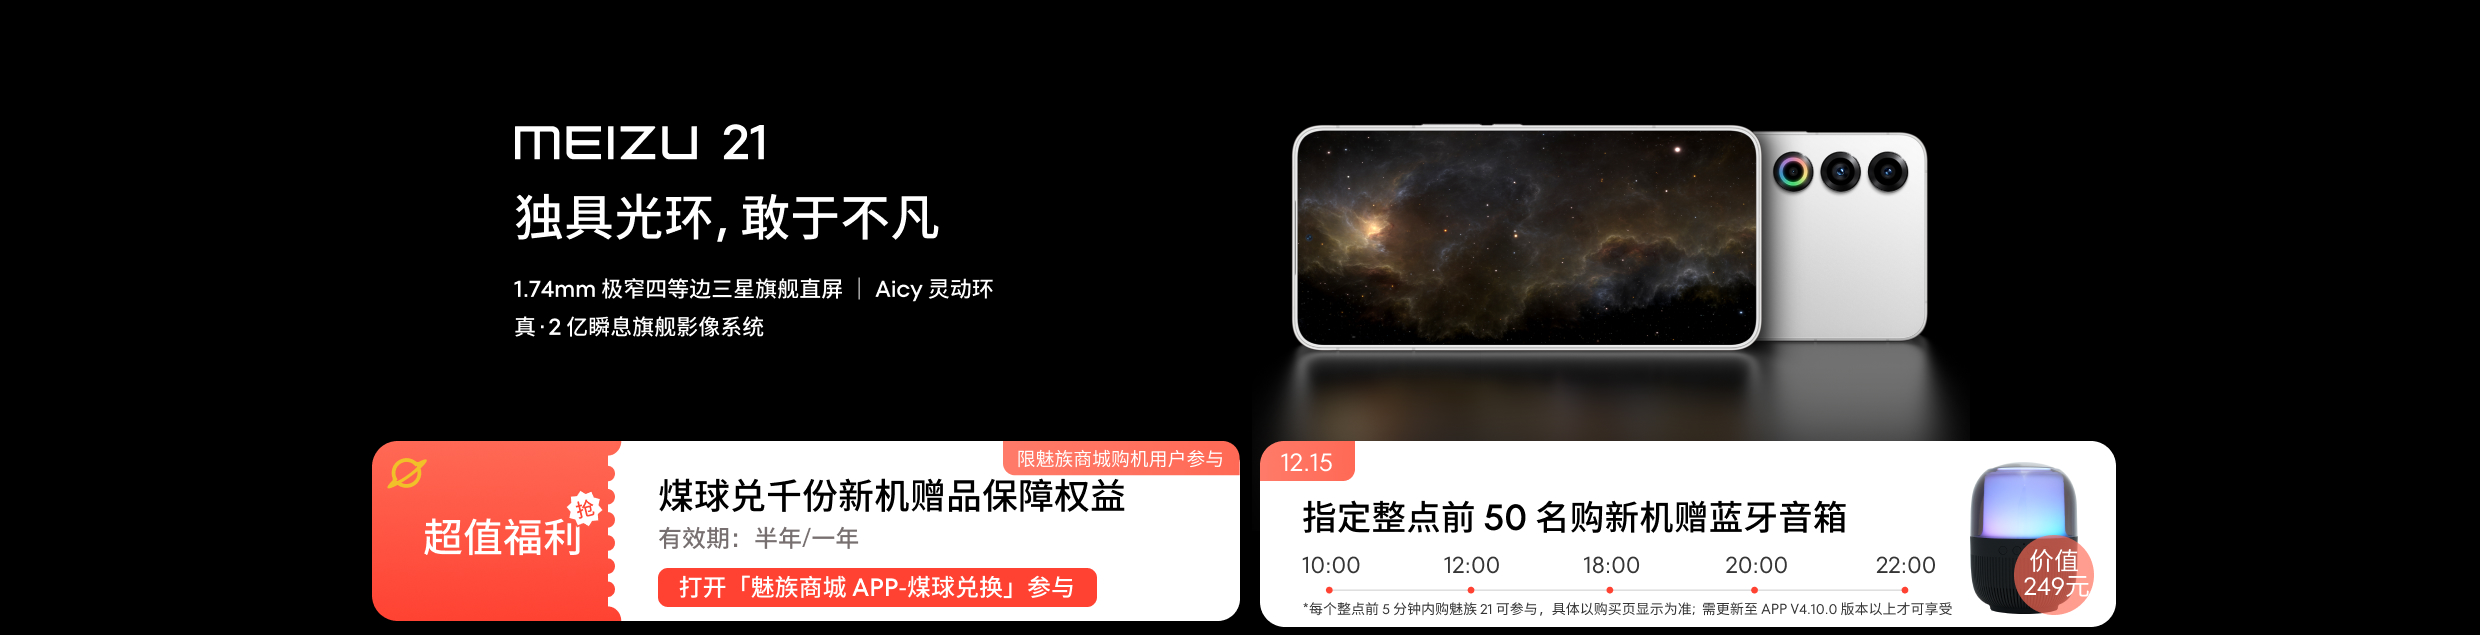 MEIZU 21
独具光环, 敢于不凡
1.74mm 极窄四等边三星旗舰直屏 | Aicy 灵动环
真·2 亿瞬息旗舰影像系统
超值福利
抢
限魅族商城购机用户参与
煤球兑千份新机赠品保障权益
有效期：半年/一年
打开「魅族商城 APP-煤球兑换」参与
12.15
指定整点前 50 名购新机赠蓝牙音箱
10:00 12:00 18:00 20:00 22:00
*每个整点前 5 分钟内购魅族 21 可参与，具体以购买页显示为准; 需更新至 APP V4.10.0 版本以上才可享受
价值
249元